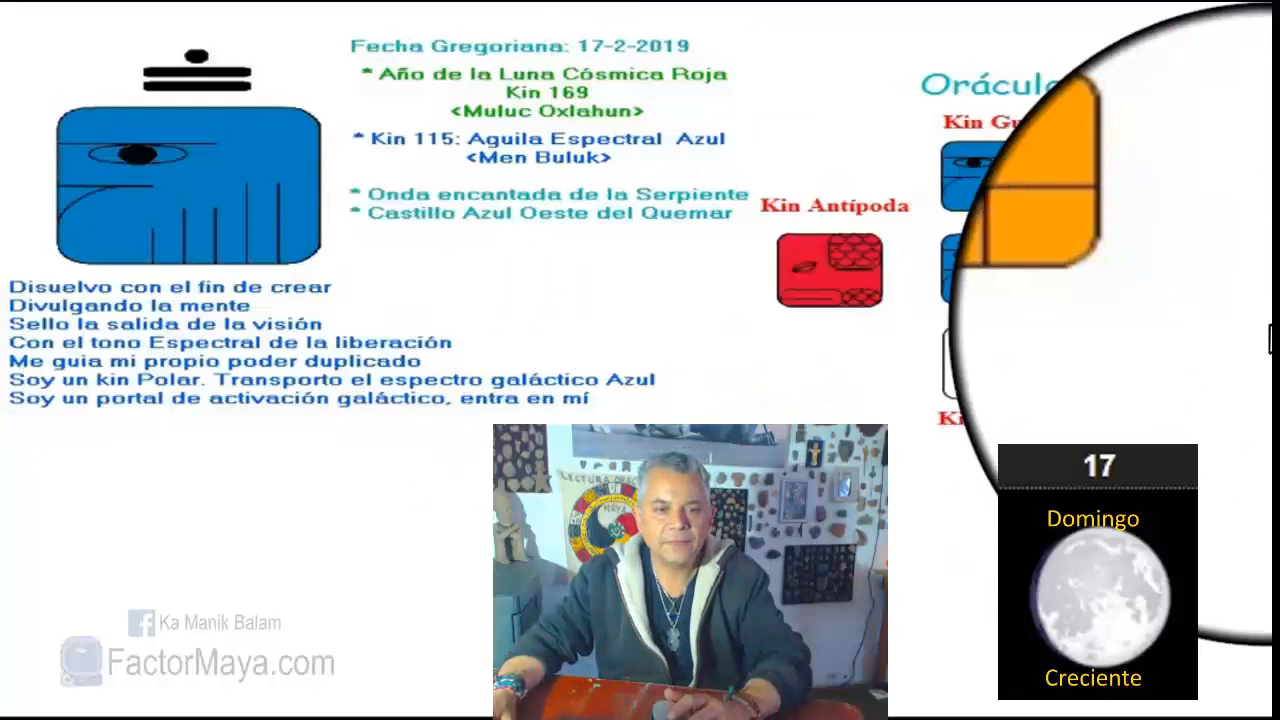 Fecha Gregoriana: 17-2-2019
* Año de la Luna Cósmica Roja
Kin 169
<Muluc Oxlahun>
* Kin 115: Aguila Espectral Azul
<Men Buluk>
* Onda encantada de la Serpiente
* Castillo Azul Oeste del Quemar
Disuelvo con el fin de crear
Divulgando la mente
Sello la salida de la visión
Con el tono Espectral de la liberación
Me guia mi propio poder duplicado
Soy un kin Polar. Transporto el espectro galáctico Azul
Soy un portal de activación galáctico, entra en mí
Oráculo
Kin Gu
Kin Antípoda
Ki
LECTURA
MAYA
17
Domingo
Creciente
Ka Manik Balam
FactorMaya.com